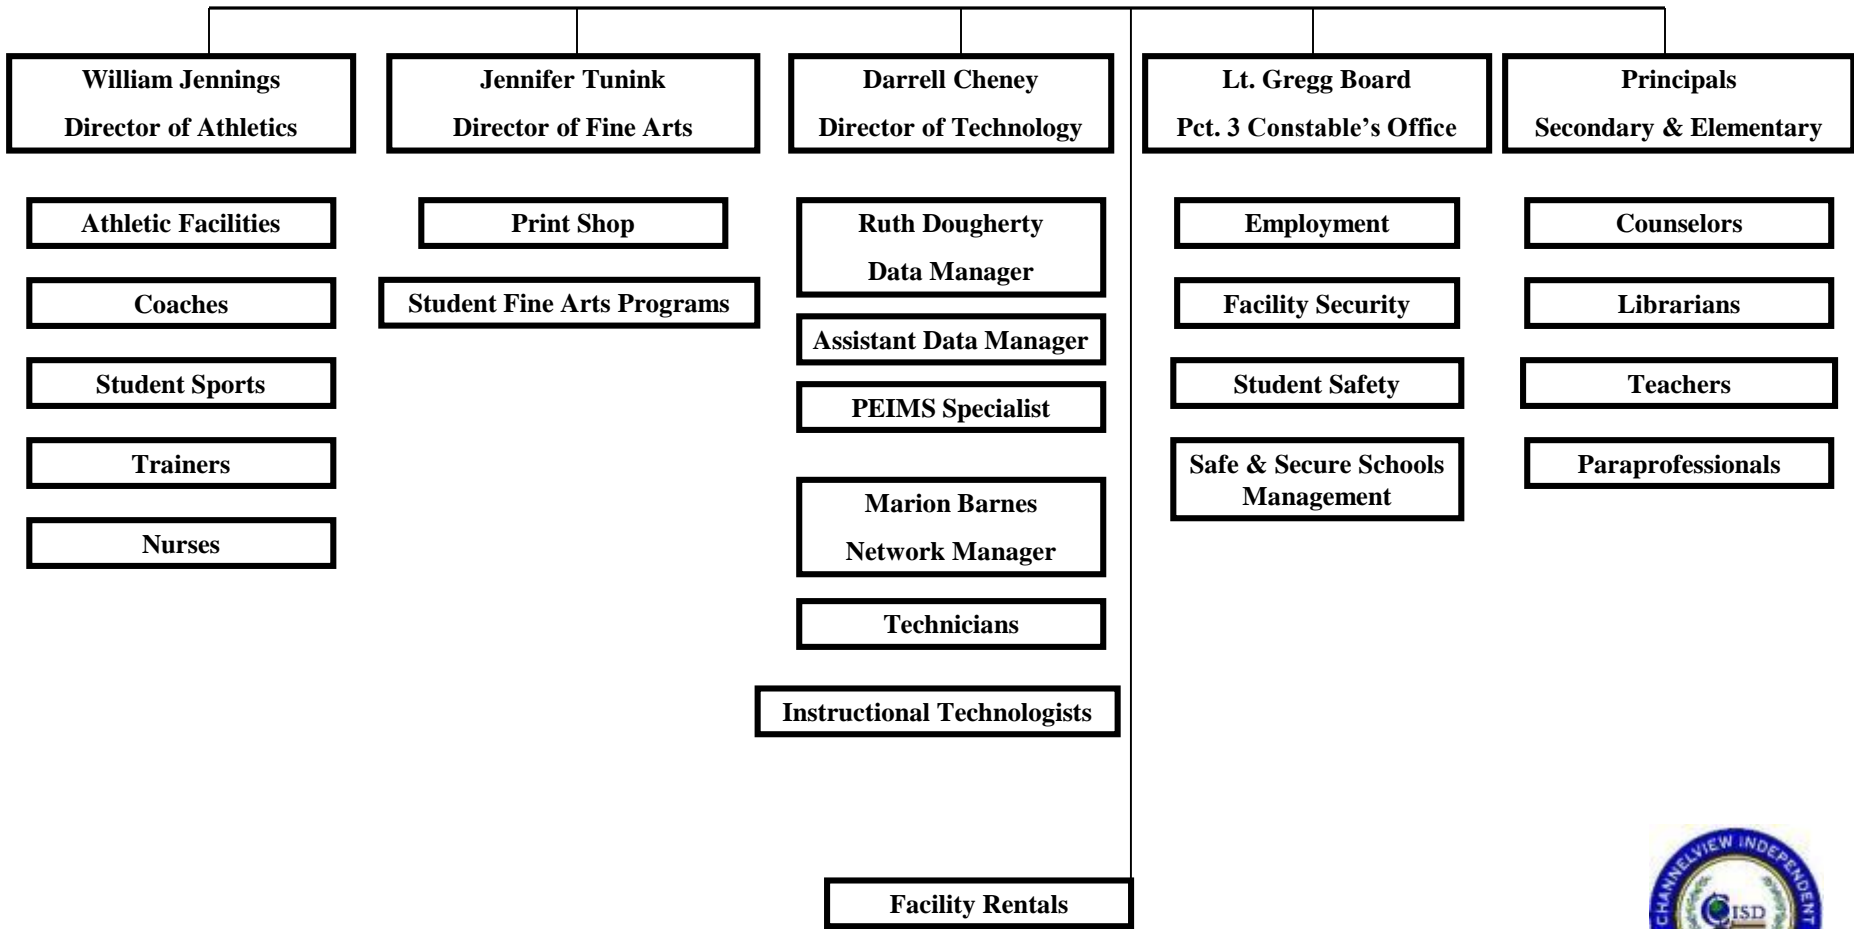 William Jennings
Director of Athletics
Athletic Facilities
Coaches
Student Sports
Trainers
Nurses
Jennifer Tunink
Director of Fine Arts
Print Shop
Student Fine Arts Programs
Darrell Cheney
Director of Technology
Ruth Dougherty
Data Manager
Assistant Data Manager
PEIMS Specialist
Marion Barnes
Network Manager
Technicians
Instructional Technologists
Facility Rentals
Lt. Gregg Board
Pct. 3 Constable’s Office
Employment
Facility Security
Student Safety
Safe & Secure Schools
Management
Principals
Secondary & Elementary
Counselors
Librarians
Teachers
Paraprofessionals
CHANNELVIEW INDEPENDENT
CISD